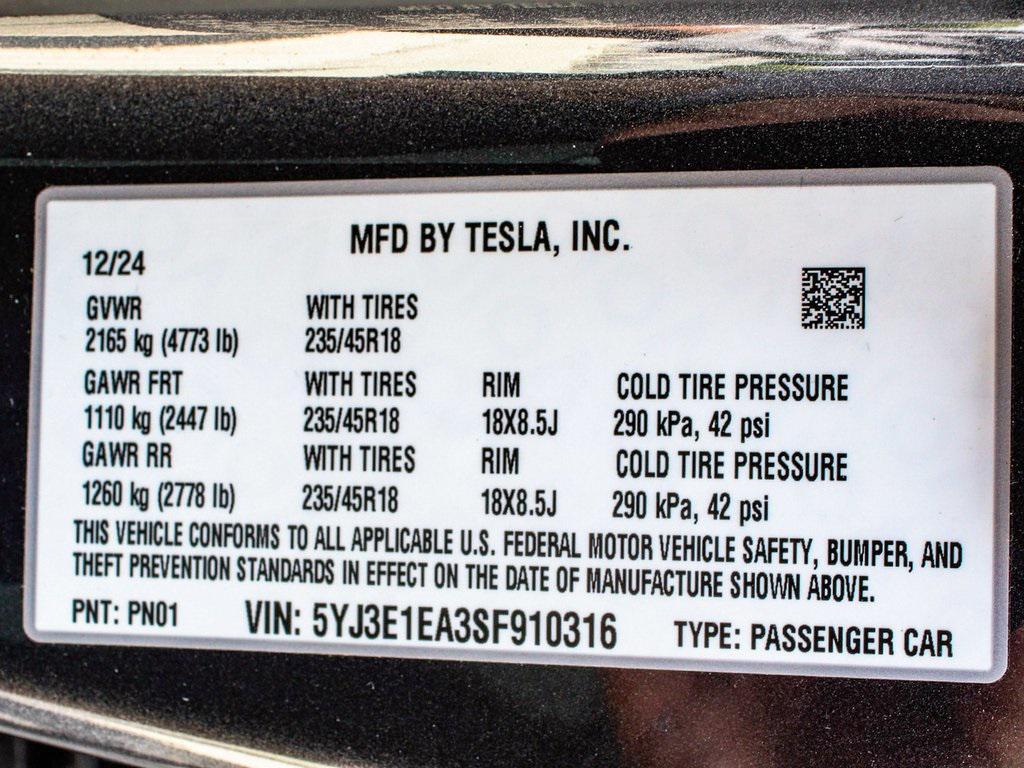 MFD BY TESLA, INC.
12/24
GVWR WITH TIRES
2165 kg (4773 lb) 235/45R18
GAWR FRT WITH TIRES RIM COLD TIRE PRESSURE
1110 kg (2447 lb) 235/45R18 18X8.5J 290 kPa, 42 psi
GAWR RR WITH TIRES RIM COLD TIRE PRESSURE
1260 kg (2778 lb) 235/45R18 18X8.5J 290 kPa, 42 psi
THIS VEHICLE CONFORMS TO ALL APPLICABLE U.S. FEDERAL MOTOR VEHICLE SAFETY, BUMPER, AND
THEFT PREVENTION STANDARDS IN EFFECT ON THE DATE OF MANUFACTURE SHOWN ABOVE.
PNT: PN01 VIN: 5YJ3E1EA3SF910316 TYPE: PASSENGER CAR